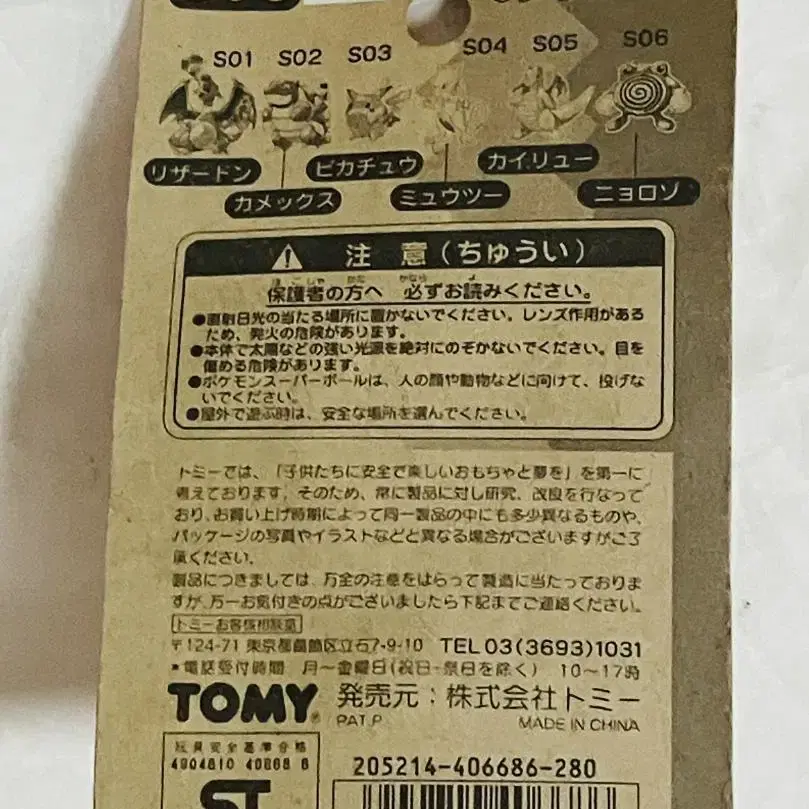 S01 S02 S03 S04 S05 S06
リザードン
カメックス
ピカチュウ
ミュウツー
カイリュー
ニョロゾ
注 意(ちゅうい)
保護者の方へ 必ずお読みください。
●直射日光の当たる場所に置かないでください。レンズ作用がある
ため、発火の危険があります。
●本体で太陽などの強い光源を絶対にのぞかないでください。目を
傷める危険があります。
●ポケモンスーパーボールは、人の顔や動物などに向けて、投げな
いでください。
●屋外で遊ぶ時は、安全な場所を選んでください。
トミーでは、「子供たちに安全で楽しいおもちゃと夢を」を第一に
考えております。そのため、常に製品に対し研究、改良を行なって
おり、お買い上げ時期によって同一製品の中にも多少異なるものや、
パッケージの写真やイラストなどと異なる場合がございますがご了
承ください。
製品につきましては、万全の注意をはらって製造に当たっておりま
すが、万一お気付きの点がございましたら下記までご連絡ください。
トミーお客様相談室
〒124-71 東京都葛飾区立石7-9-10 TEL 03(3693)1031
*電話受付時間 月〜金曜日(祝日・祭日を除く) 10〜17時
TOMY® 発売元:株式会社トミー
PAT.P MADE IN CHINA
玩具安全基準合格
4904810 40668 6
ST
205214-406686-280